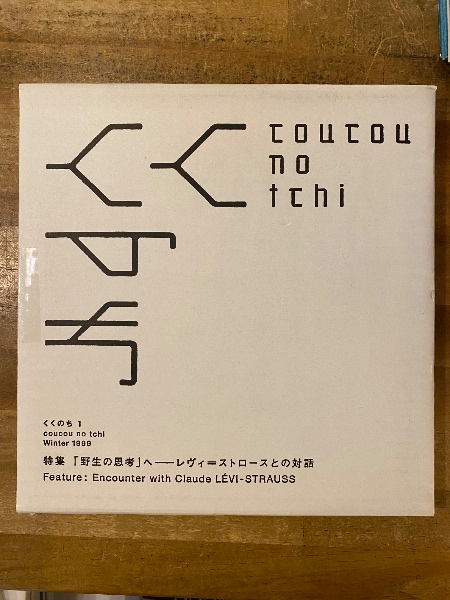 くく
のち
coucou
no
tchi
くくのち 1
coucou no tchi
Winter 1999
特集 「野生の思考」へ——レヴィ=ストロースとの対話
Feature: Encounter with Claude LÉVI-STRAUSS